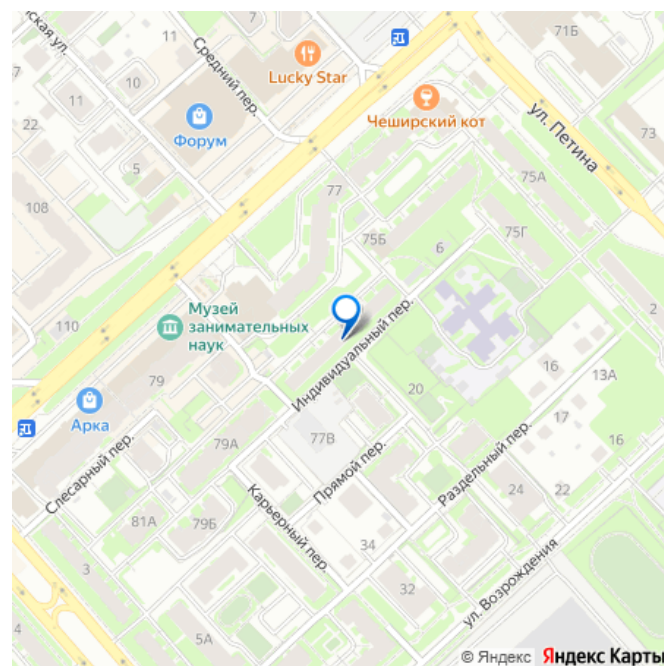 ская ул.
11
7
71Б
10
Средний пер.
Lucky Star
11
Форум
Чеширский кот
ул. Петина
22
5
73
77
75А
108
75Б
75Г
6
2
Музей
занимательных
наук
110
Индивидуальный пер.
79
20
16
13А
Арка
17
16
Слесарный пер.
79А
77В
Прямой пер.
Раздельный пер.
24
22
81А
79Б
Карьерный пер.
34
3
32
ул. Возрождения
4
5А
© Яндекс Яндекс Карты